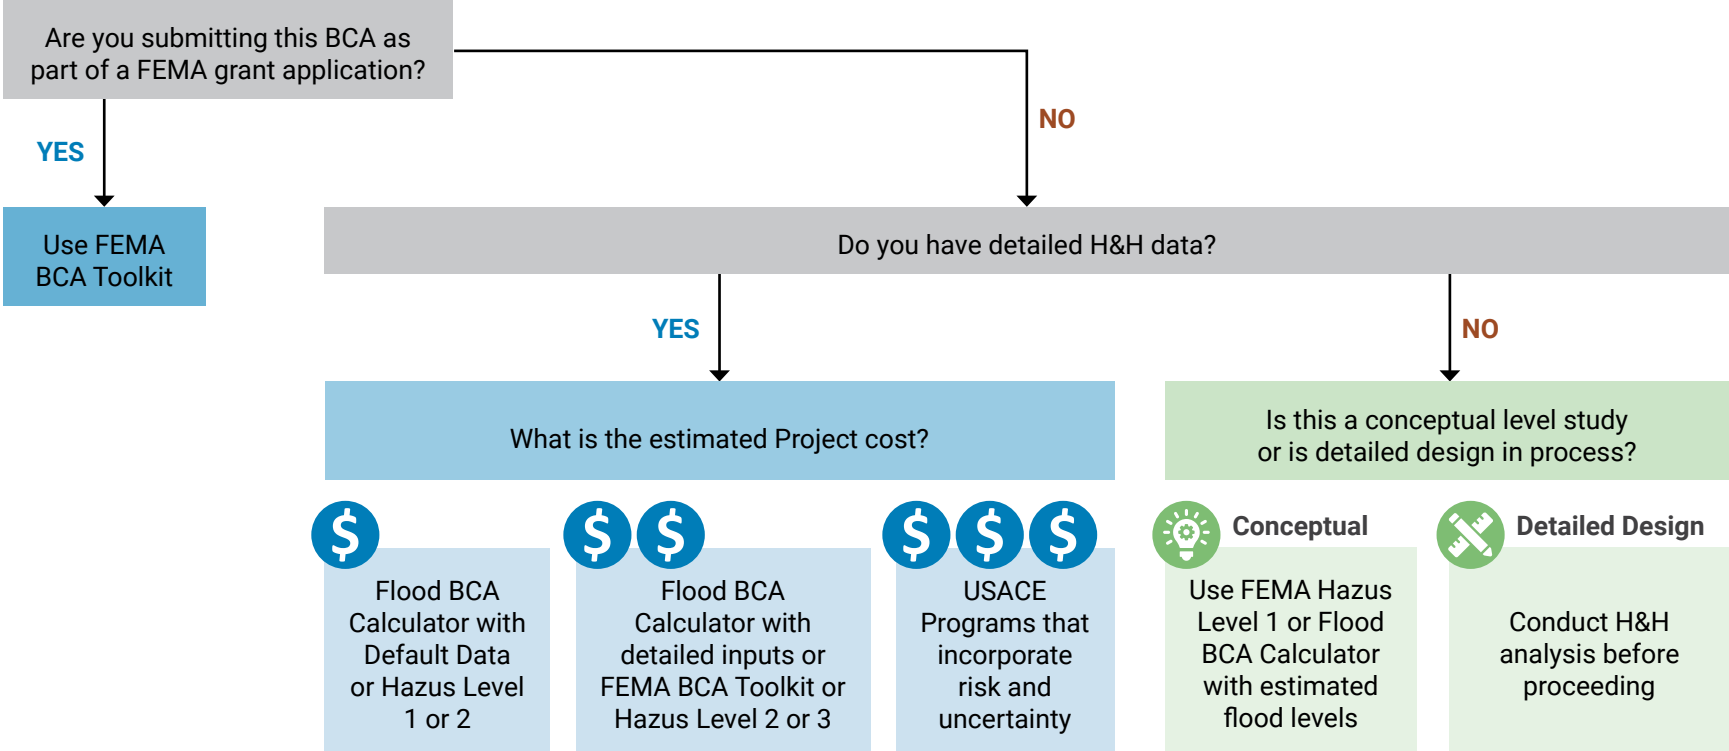 Are you submitting this BCA as
part of a FEMA grant application?
YES
NO
Use FEMA
BCA Toolkit
Do you have detailed H&H data?
YES
NO
What is the estimated Project cost?
Is this a conceptual level study
or is detailed design in process?
$
Flood BCA
Calculator with
Default Data
or Hazus Level
1 or 2
$ $
Flood BCA
Calculator with
detailed inputs or
FEMA BCA Toolkit or
Hazus Level 2 or 3
$ $ $
USACE
Programs that
incorporate
risk and
uncertainty
Conceptual
Use FEMA Hazus
Level 1 or Flood
BCA Calculator
with estimated
flood levels
Detailed Design
Conduct H&H
analysis before
proceeding